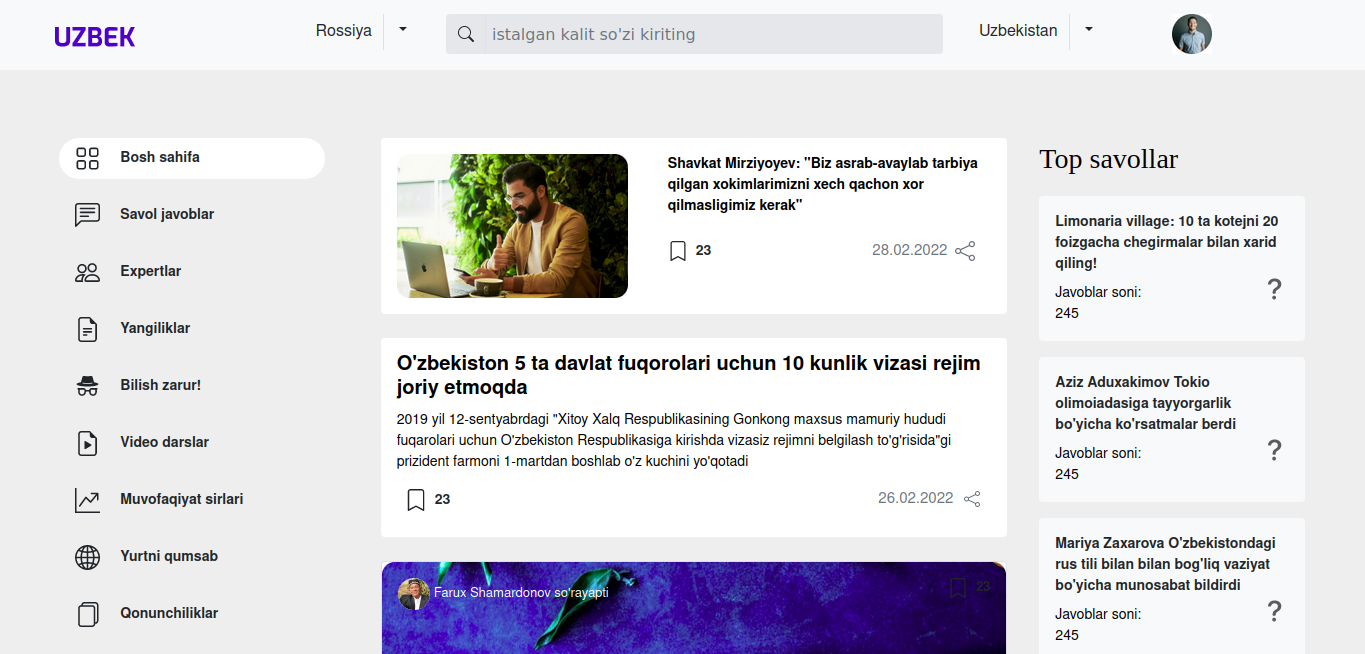 UZBEK
Rossiya
istalgan kalit so'zi kiriting
Uzbekistan
Bosh sahifa
Savol javoblar
Expertlar
Yangiliklar
Bilish zarur!
Video darslar
Muvofaqiyat sirlari
Yurtni qumsab
Qonunchiliklar
Shavkat Mirziyoyev: "Biz asrab-avaylab tarbiya
qilgan xokimlarimizni xech qachon xor
qilmasligimiz kerak"
23
28.02.2022
O'zbekiston 5 ta davlat fuqorolari uchun 10 kunlik vizasi rejim
joriy etmoqda
2019 yil 12-sentyabrdagi "Xitoy Xalq Respublikasining Gonkong maxsus mamuriy hududi
fuqarolari uchun O'zbekiston Respublikasiga kirishda vizasiz rejimni belgilash to'g'risida"gi
prizident farmoni 1-martdan boshlab o'z kuchini yo'qotadi
23
26.02.2022
Farux Shamardonov so'rayapti
23
Top savollar
Limonaria village: 10 ta kotejni 20
foizgacha chegirmalar bilan xarid
qiling!
Javoblar soni:
245
?
Aziz Aduxakimov Tokio
olimoiadasiga tayyorgarlik
bo'yicha ko'rsatmalar berdi
Javoblar soni:
245
?
Mariya Zaxarova O'zbekistondagi
rus tili bilan bilan bog'liq vaziyat
bo'yicha munosabat bildirdi
Javoblar soni:
245
?